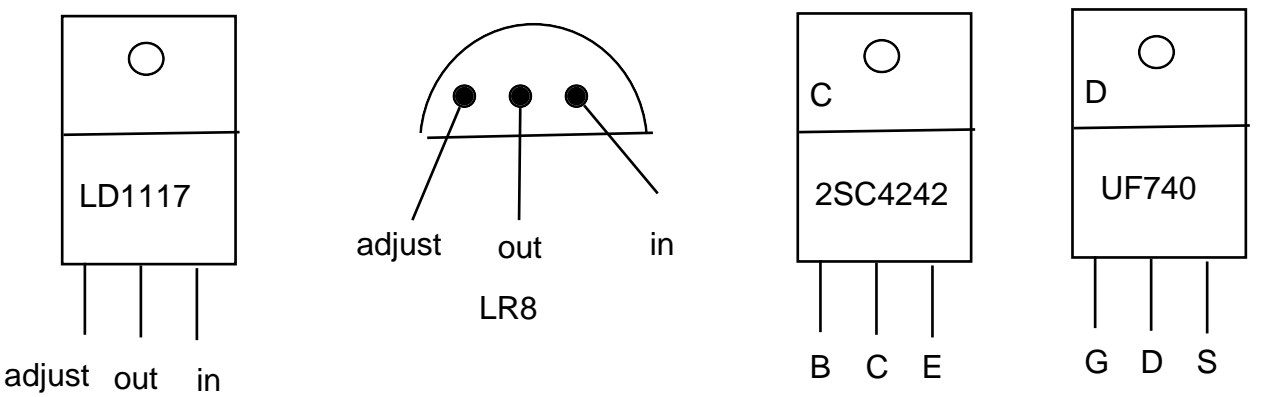 LD1117
adjust out in
adjust out in
LR8
C
2SC4242
B C E
D
UF740
G D S